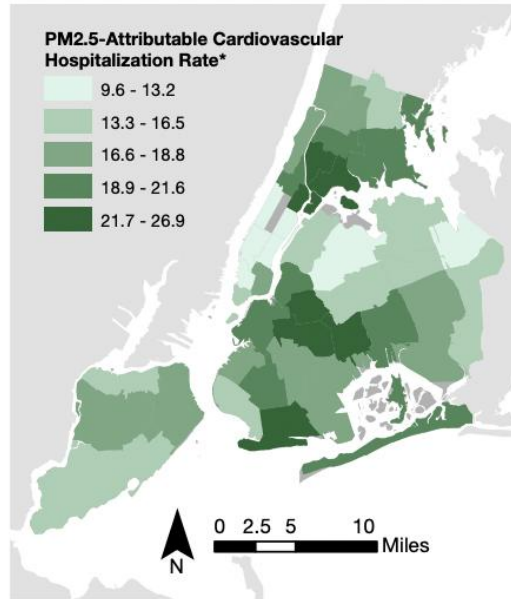 PM2.5-Attributable Cardiovascular
Hospitalization Rate*
9.6 - 13.2
13.3 - 16.5
16.6 - 18.8
18.9 - 21.6
21.7 - 26.9
0 2.5 5 10
Miles
N